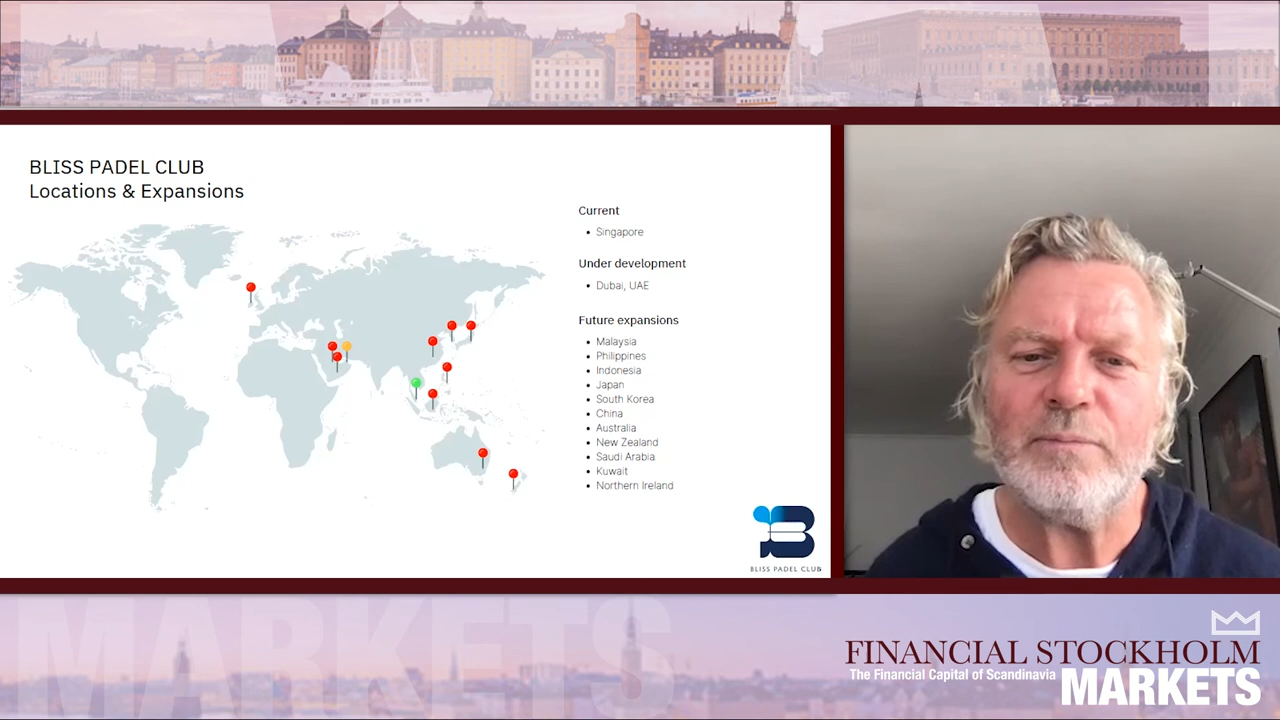 BLISS PADEL CLUB
Locations & Expansions
Current
• Singapore
Under development
• Dubai, UAE
Future expansions
• Malaysia
• Philippines
• Indonesia
• Japan
• South Korea
• China
• Australia
• New Zealand
• Saudi Arabia
• Kuwait
• Northern Ireland
B
BLISS PADEL CLUB
MARKETS
FINANCIAL STOCKHOLM
The Financial Capital of Scandinavia
MARKETS